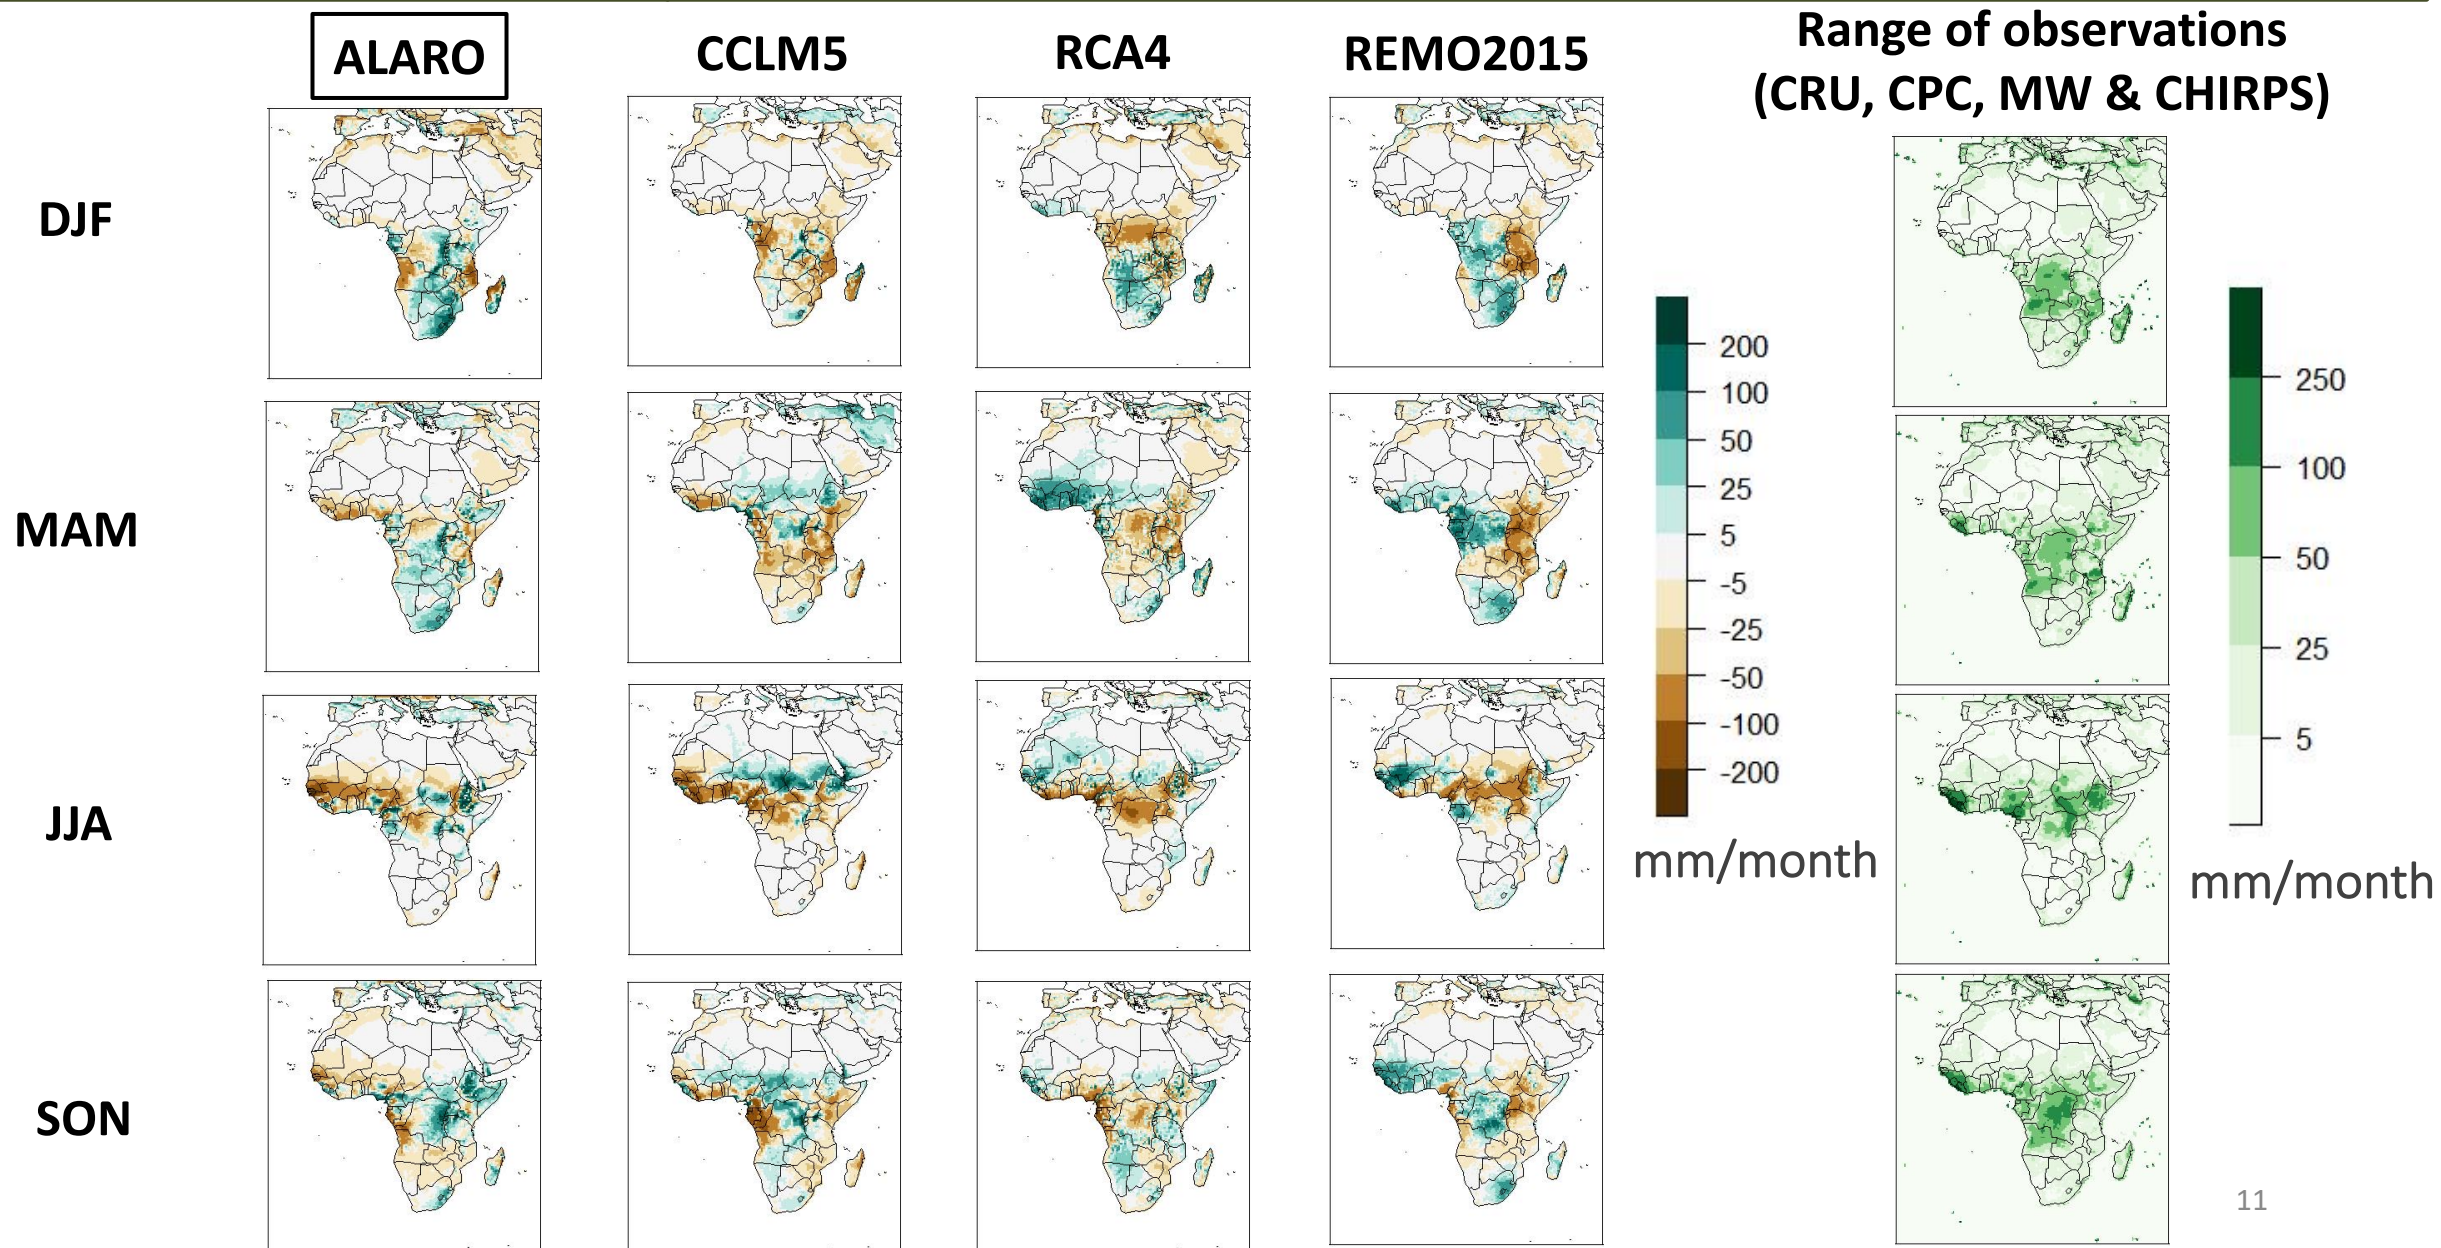 ALARO
CCLM5
RCA4
REMO2015
Range of observations
(CRU, CPC, MW & CHIRPS)
DJF
MAM
JJA
SON
200
100
50
25
5
-5
-25
-50
-100
-200
mm/month
250
100
50
25
5
mm/month
11